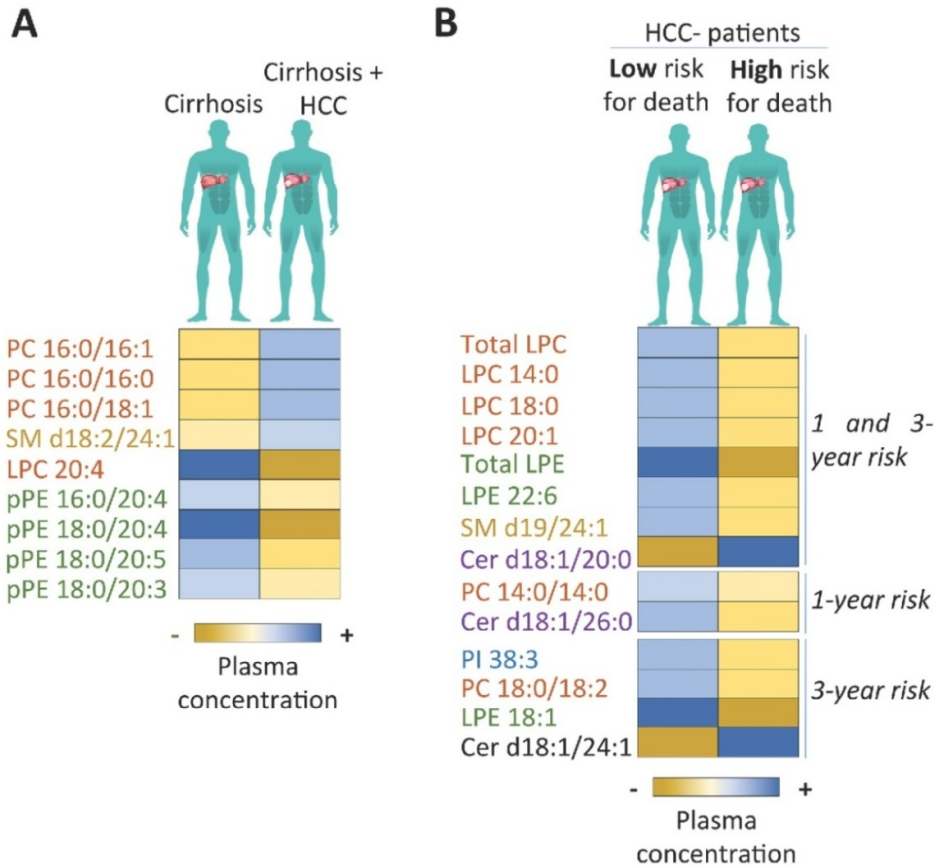 A
Cirrhosis
Cirrhosis +
HCC
PC 16:0/16:1
PC 16:0/16:0
PC 16:0/18:1
SM d18:2/24:1
LPC 20:4
pPE 16:0/20:4
pPE 18:0/20:4
pPE 18:0/20:5
pPE 18:0/20:3
- +
Plasma
concentration
B
HCC- patients
Low risk
for death
High risk
for death
Total LPC
LPC 14:0
LPC 18:0
LPC 20:1
Total LPE
LPE 22:6
SM d19/24:1
Cer d18:1/20:0
1 and 3-
year risk
PC 14:0/14:0
Cer d18:1/26:0
1-year risk
PI 38:3
PC 18:0/18:2
LPE 18:1
Cer d18:1/24:1
3-year risk
- +
Plasma
concentration